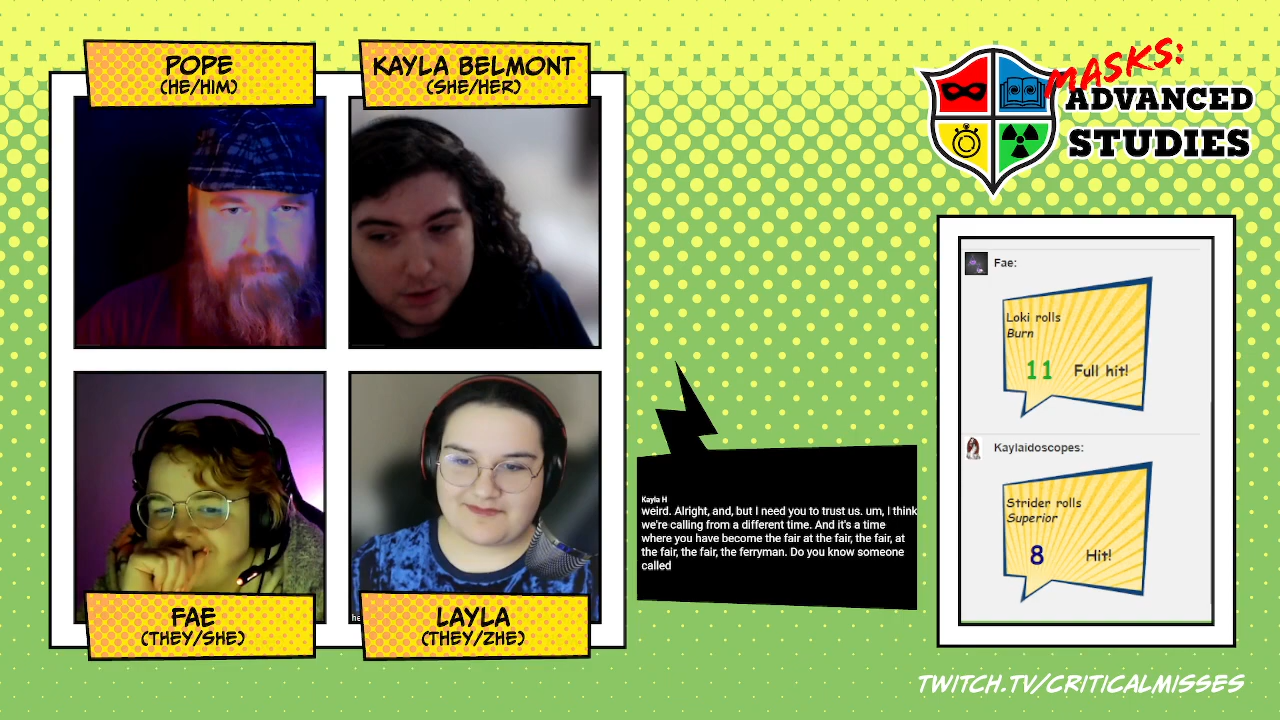 POPE
(HE/HIM)
KAYLA BELMONT
(SHE/HER)
MASKS:
ADVANCED
STUDIES
Fae:
Loki rolls
Burn
11 Full hit!
Kaylaidoscopes:
Strider rolls
Superior
8 Hit!
Kayla H
weird. Alright, and, but I need you to trust us. um, I think
we're calling from a different time. And it's a time
where you have become the fair at the fair, the fair, at
the fair, the fair, the ferryman. Do you know someone
called
he
FAE
(THEY/SHE)
LAYLA
(THEY/ZHE)
TWITCH.TV/CRITICALMISSES